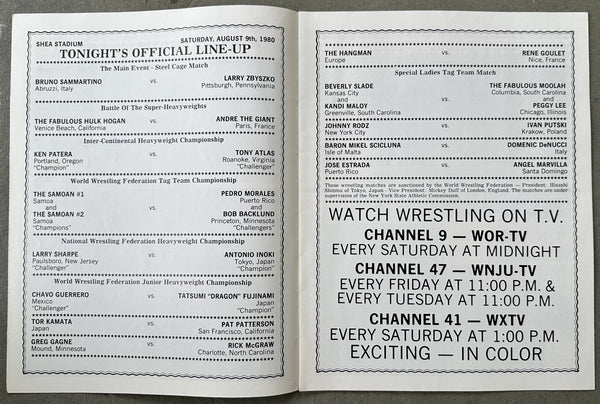 SHEA STADIUM SATURDAY, AUGUST 9th, 1980
TONIGHT'S OFFICIAL LINE-UP
The Main Event - Steel Cage Match
BRUNO SAMMARTINO vs. LARRY ZBYSZKO
Abruzzi, Italy Pittsburgh, Pennsylvania
Battle Of The Super-Heavyweights
THE FABULOUS HULK HOGAN vs. ANDRE THE GIANT
Venice Beach, California Paris, France
Inter-Continental Heavyweight Championship
KEN PATERA vs. TONY ATLAS
Portland, Oregon Roanoke, Virginia
"Champion" "Challenger"
World Wrestling Federation Tag Team Championship
THE SAMOAN #1 vs. PEDRO MORALES
Samoa Puerto Rico
and and
THE SAMOAN #2 BOB BACKLUND
Samoa Princeton, Minnesota
"Champions" "Challengers"
National Wrestling Federation Heavyweight Championship
LARRY SHARPE vs. ANTONIO INOKI
Paulsboro, New Jersey Tokyo, Japan
"Challenger" "Champion"
World Wrestling Federation Junior Heavyweight Championship
CHAVO GUERRERO vs. TATSUMI "DRAGON" FUJINAMI
Mexico Japan
"Challenger" "Champion"
TOR KAMATA vs. PAT PATTERSON
Japan San Francisco, California
GREG GAGNE vs. RICK McGRAW
Mound, Minnesota Charlotte, North Carolina
THE HANGMAN vs. RENE GOULET
Europe Nice, France
Special Ladies Tag Team Match
BEVERLY SLADE vs. THE FABULOUS MOOLAH
Kansas City Columbia, South Carolina
and and
KANDI MALOY PEGGY LEE
Greenville, South Carolina Chicago, Illinois
JOHNNY RODZ vs. IVAN PUTSKI
New York City Krakow, Poland
BARON MIKEL SCICLUNA vs. DOMENIC DeNUCCI
Isle of Malta Italy
JOSE ESTRADA vs. ANGEL MARVILLA
Puerto Rico Santo Domingo
These wrestling matches are sanctioned by the World Wrestling Federation — President: Hisashi
Shinma of Tokyo, Japan - Vice President: Mickey Duff of London, England. The matches are under
supervision of the New York State Athletic Commission.
WATCH WRESTLING ON T.V.
CHANNEL 9 — WOR-TV
EVERY SATURDAY AT MIDNIGHT
CHANNEL 47 — WNJU-TV
EVERY FRIDAY AT 11:00 P.M. &
EVERY TUESDAY AT 11:00 P.M.
CHANNEL 41 — WXTV
EVERY SATURDAY AT 1:00 P.M.
EXCITING — IN COLOR